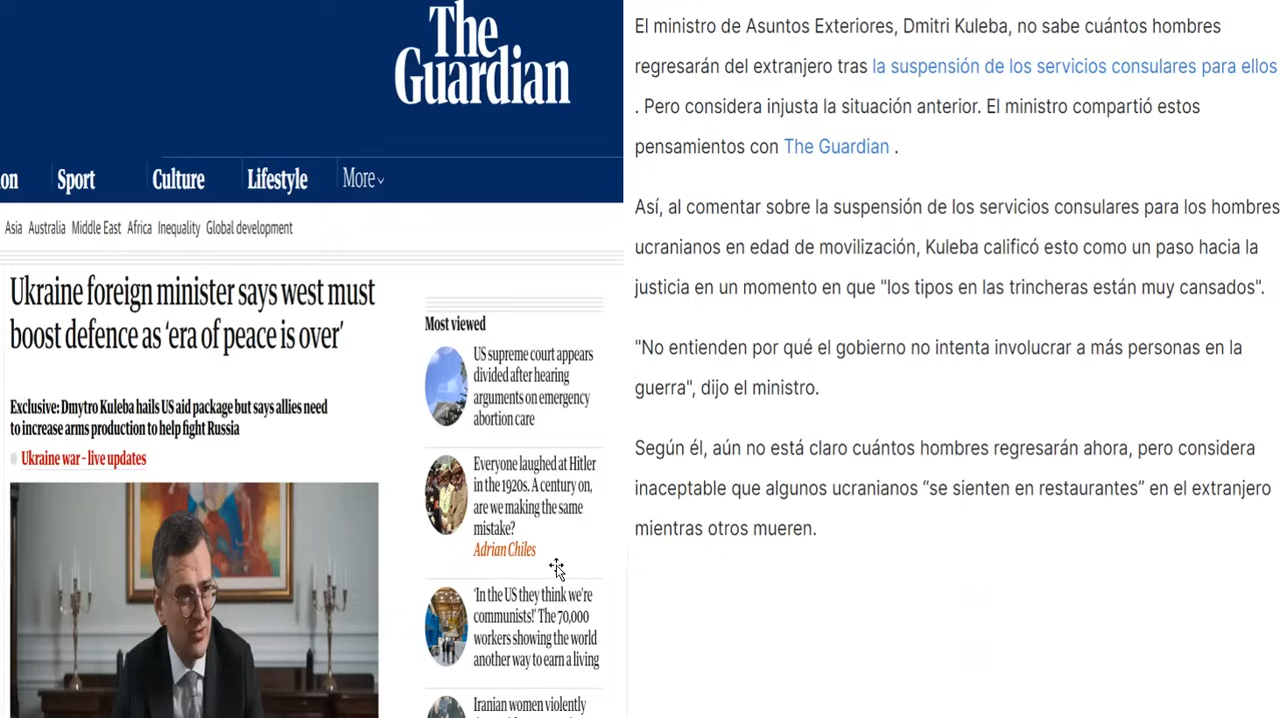 The
Guardian
on
Sport
Culture
Lifestyle
More
Asia Australia Middle East Africa Inequality Global development
Ukraine foreign minister says west must
boost defence as ‘era of peace is over’
Exclusive: Dmytro Kuleba hails US aid package but says allies need
to increase arms production to help fight Russia
Ukraine war - live updates
Most viewed
US supreme court appears
divided after hearing
arguments on emergency
abortion care
Everyone laughed at Hitler
in the 1920s. A century on,
are we making the same
mistake?
Adrian Chiles
‘In the US they think we’re
communists!’ The 70,000
workers showing the world
another way to earn a living
Iranian women violently
El ministro de Asuntos Exteriores, Dmitri Kuleba, no sabe cuántos hombres
regresarán del extranjero tras la suspensión de los servicios consulares para ellos
. Pero considera injusta la situación anterior. El ministro compartió estos
pensamientos con The Guardian .
Así, al comentar sobre la suspensión de los servicios consulares para los hombres
ucranianos en edad de movilización, Kuleba calificó esto como un paso hacia la
justicia en un momento en que "los tipos en las trincheras están muy cansados".
"No entienden por qué el gobierno no intenta involucrar a más personas en la
guerra", dijo el ministro.
Según él, aún no está claro cuántos hombres regresarán ahora, pero considera
inaceptable que algunos ucranianos “se sienten en restaurantes” en el extranjero
mientras otros mueren.